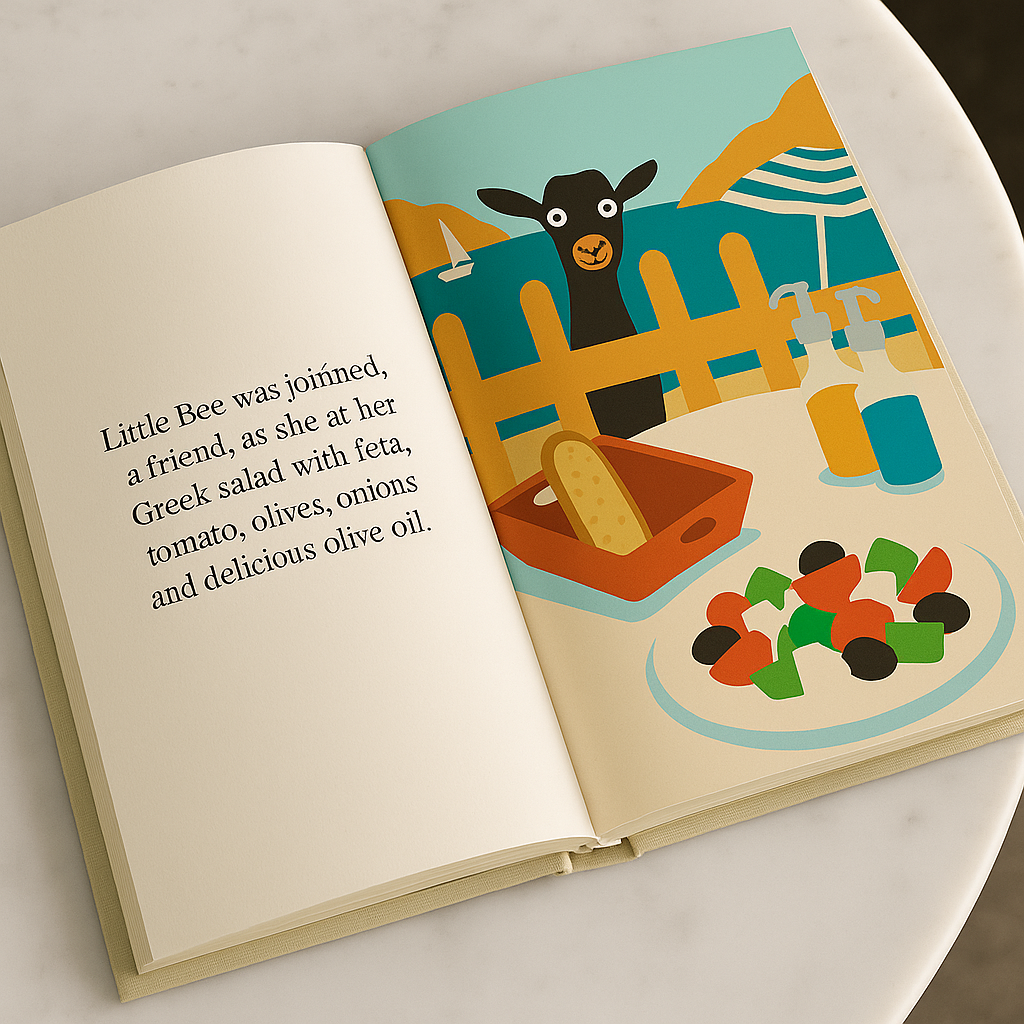 Little Bee was joińned,
a friend, as she at her
Greek salad with feta,
tomato, olives, onions
and delicious olive oil.